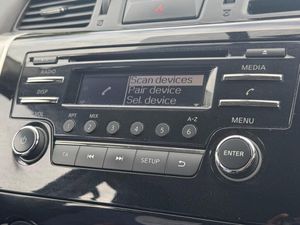 RADIO
Scan devices
MEDIA
Pair device
DISP
Sel device
RPT
MIX
A-Z
MENU
1
2
3
4
5
6
TA
SETUP
ENTER